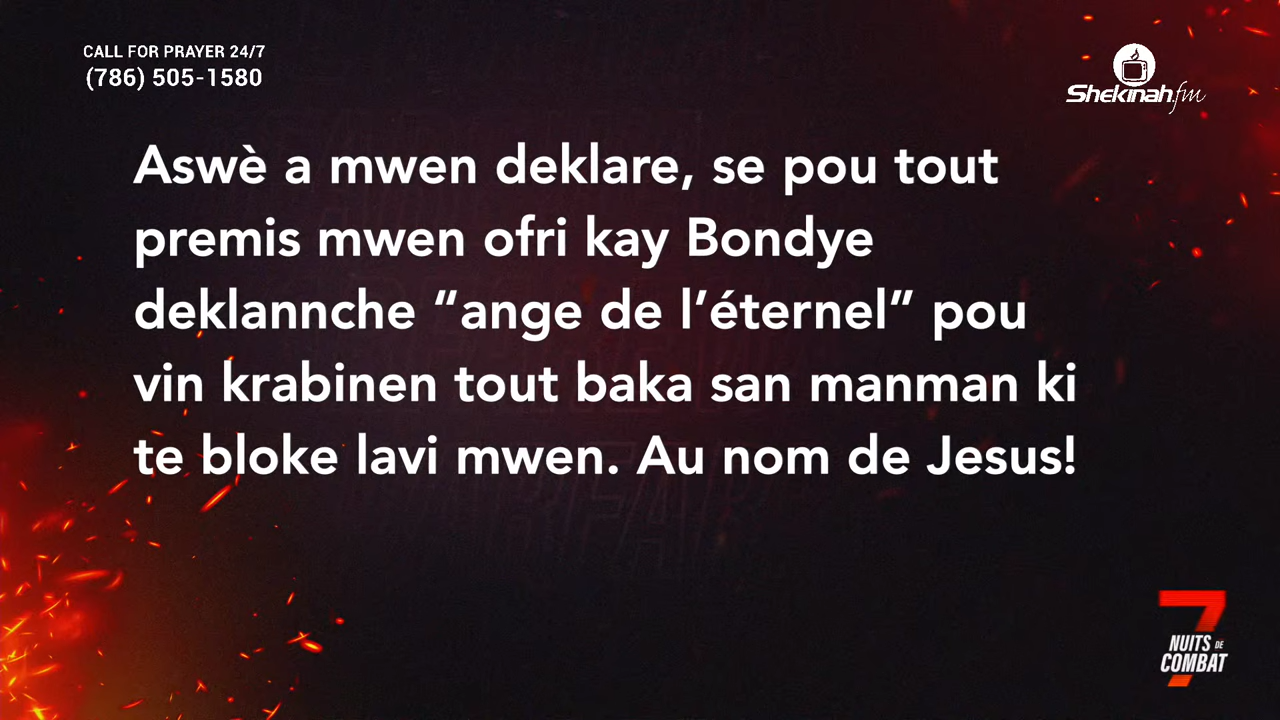 CALL FOR PRAYER 24/7
(786) 505-1580
Shekinah.fm
Aswè a mwen deklare, se pou tout
premis mwen ofri kay Bondye
deklannche “ange de l’éternel” pou
vin krabinen tout baka san manman ki
te bloke lavi mwen. Au nom de Jesus!
7
NUITS DE
COMBAT